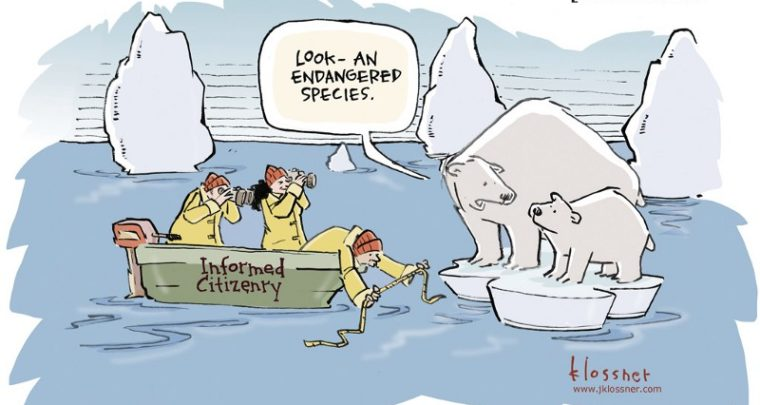 LOOK- AN
ENDANGERED
SPECIES.
Informed
Citizenry
klossner
www.jklossner.com